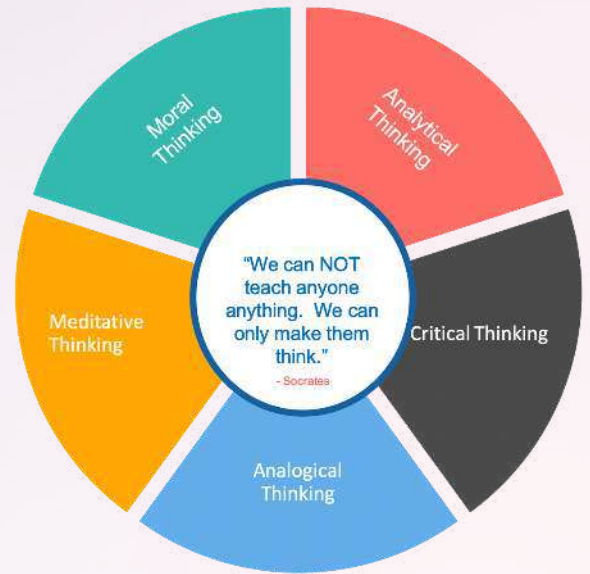 Moral
Thinking
Analytical
Thinking
"We can NOT
teach anyone
anything. We can
only make them
think."
- Socrates
Meditative
Thinking
Critical Thinking
Analogical
Thinking